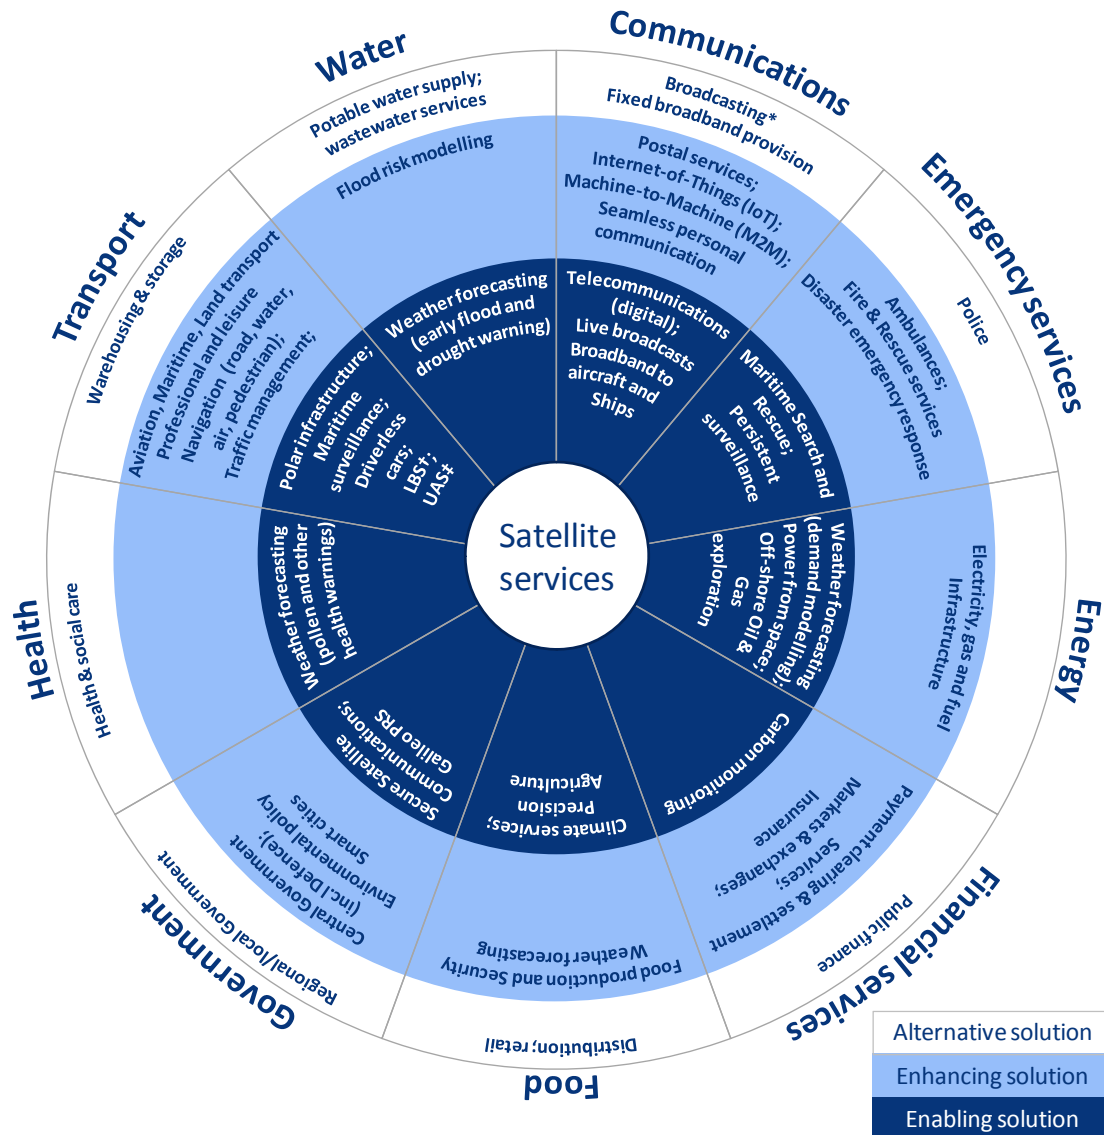 Communications
Broadcasting*
Fixed broadband provision
Postal services;
Internet-of-Things (IoT);
Machine-to-Machine (M2M);
Seamless personal
communication
Telecommunications
(digital);
Live broadcasts
Broadband to
aircraft and
Ships
Emergency services
Police
Ambulances;
Fire & Rescue services
Disaster emergency response
Maritime Search and
Rescue;
Persistent
surveillance
Energy
Electricity, gas and fuel
Infrastructure
Weather forecasting
(demand modelling);
Power from space;
Off-shore Oil &
Gas
exploration
Financial services
Public finance
Payment clearing & settlement
Services;
Markets & exchanges;
Insurance
Carbon monitoring
Food
Distribution; retail
Food production and Security
Weather forecasting
Climate services;
Precision
Agriculture
Government
Regional/local Government
Central Government
(inc. Defence);
Environmental policy
Smart cities
Secure Satellite
Communications;
Galileo PRS
Health
Health & social care
Weather forecasting
(pollen and other
health warnings)
Transport
Warehousing & storage
Aviation, Maritime, Land transport
Professional and leisure
Navigation (road, water,
air, pedestrian);
Traffic management;
Polar infrastructure;
Maritime
surveillance;
Driverless
cars;
LBS†;
UAS‡
Water
Potable water supply;
wastewater services
Flood risk modelling
Weather forecasting
(early flood and
drought warning)
Satellite
services
Alternative solution
Enhancing solution
Enabling solution